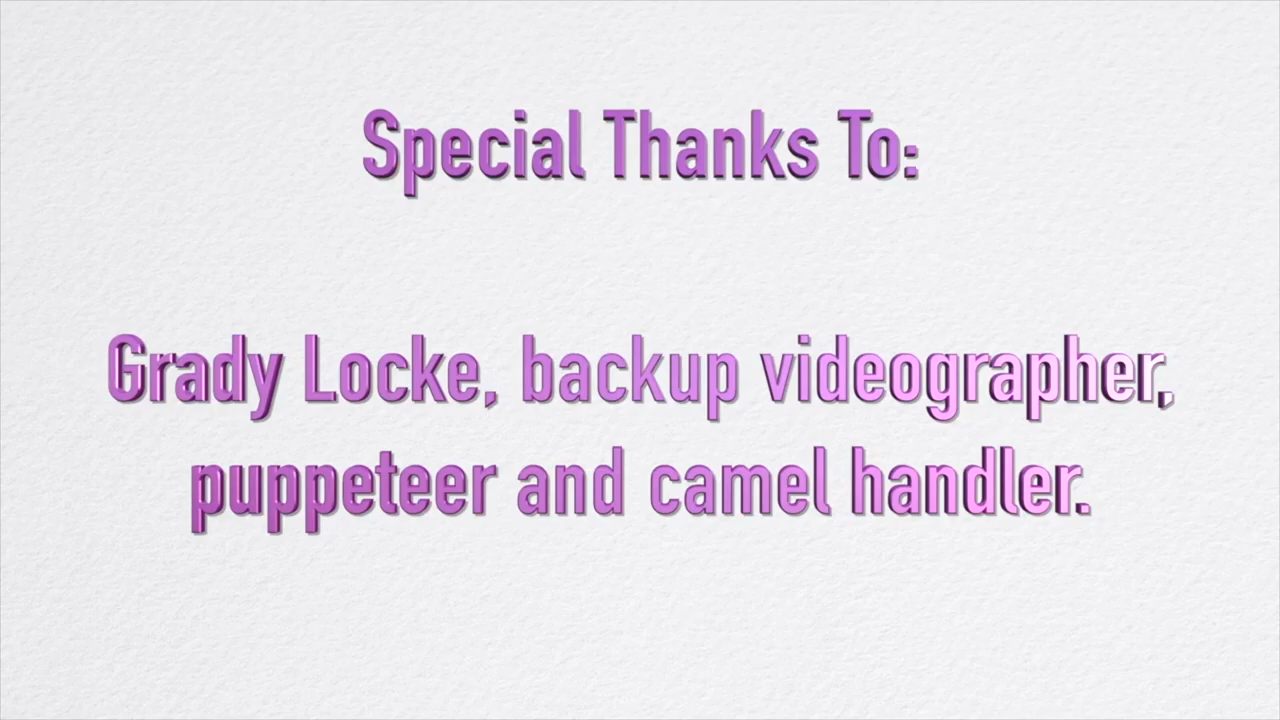 Special Thanks To:
Grady Locke, backup videographer,
puppeteer and camel handler.